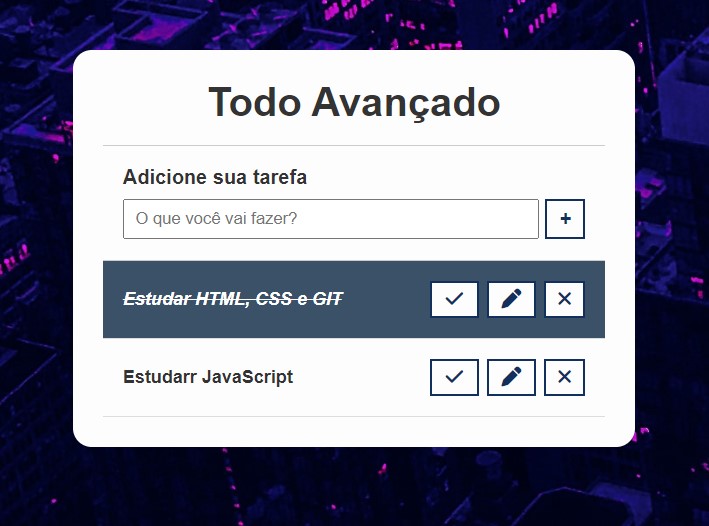 Todo Avançado
Adicione sua tarefa
O que você vai fazer?
+
Estudar HTML, CSS e GIT
Estudarr JavaScript